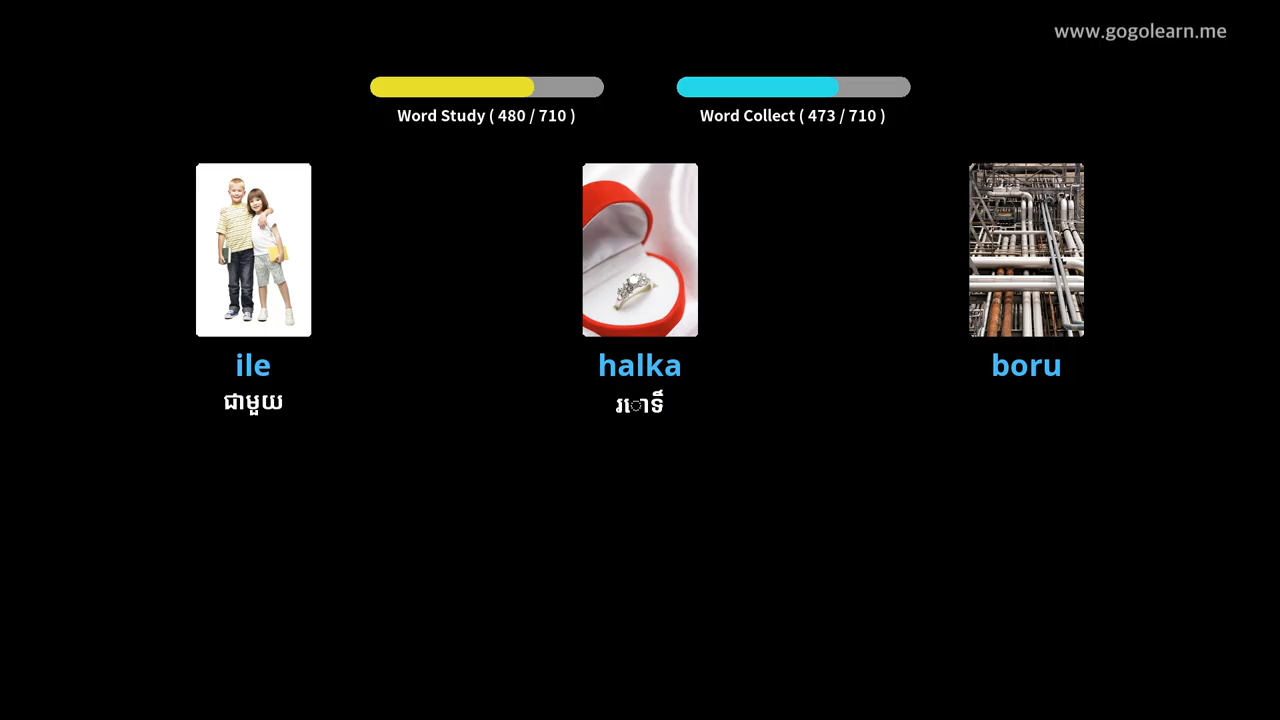 www.gogolearn.me
Word Study ( 480 / 710 )
Word Collect ( 473 / 710 )
ile
halka
boru
ជាមួយ
រោទឹ